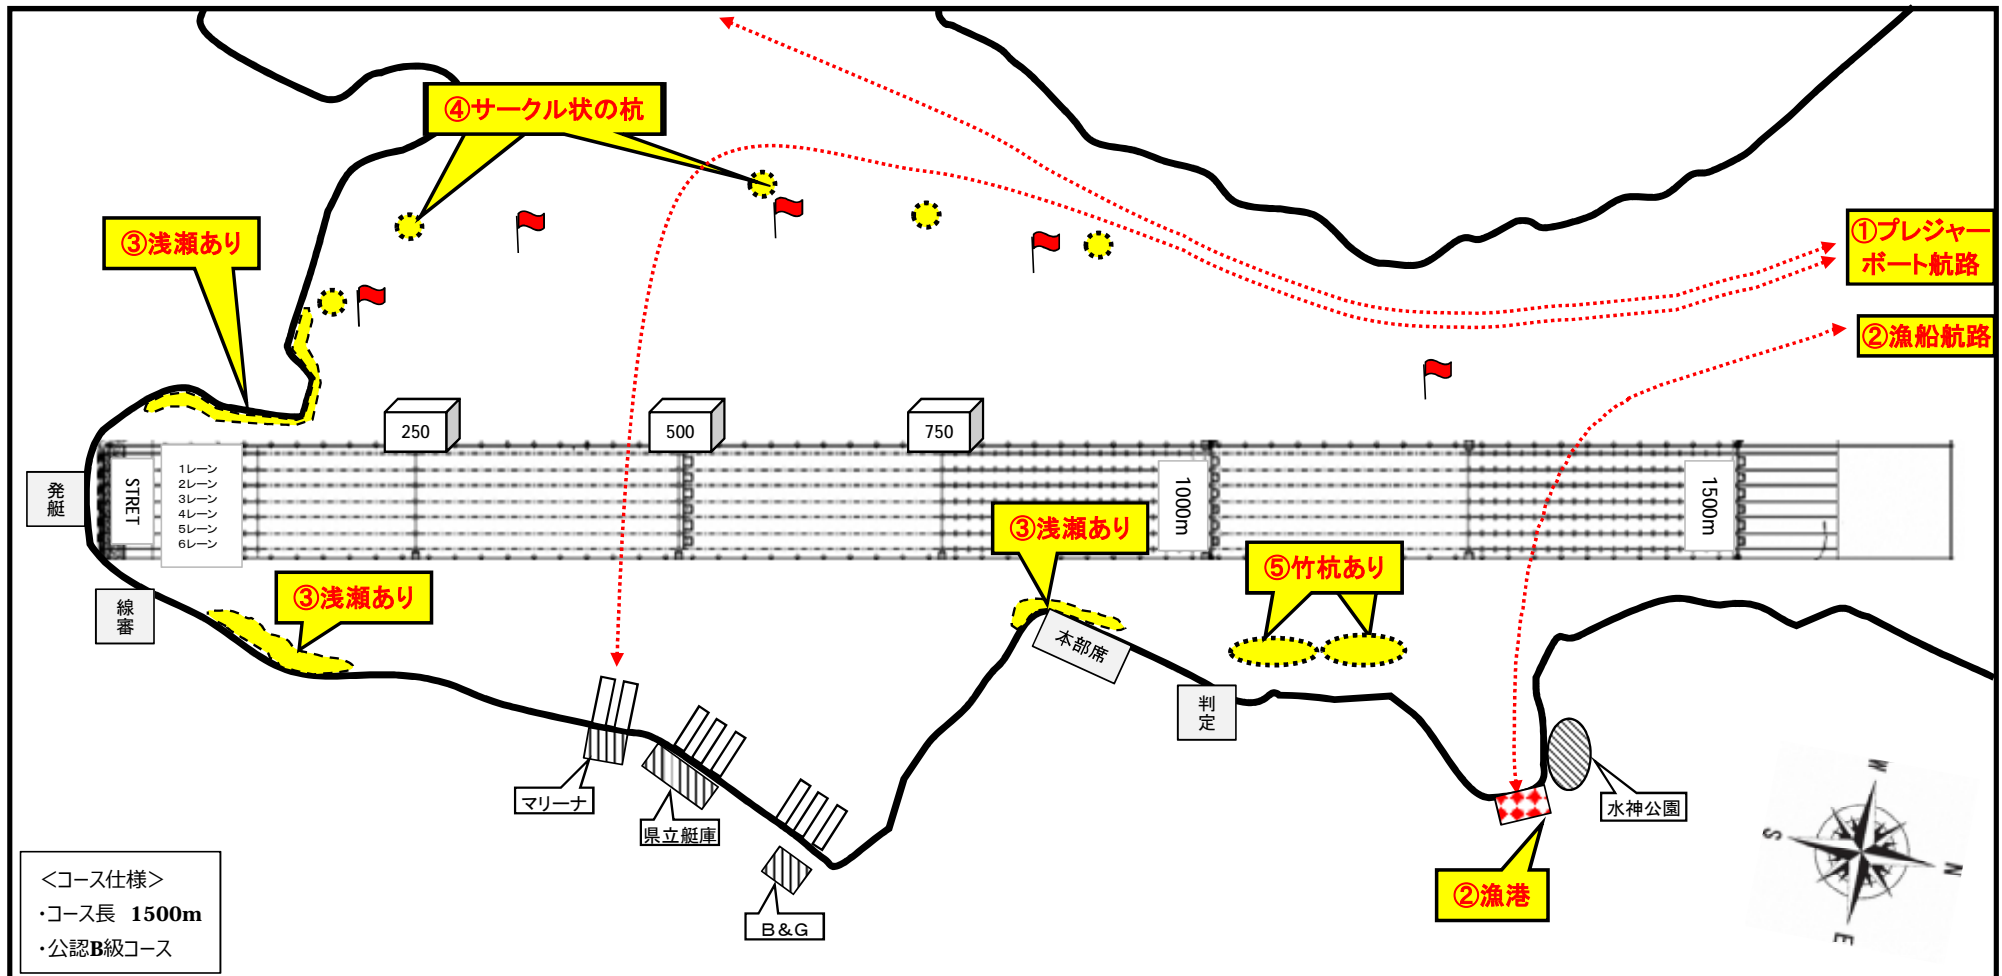 ④サークル状の杭
③浅瀬あり
①プレジャー
ボート航路
②漁船航路
250
500
750
発
艇
STRET
1レーン
2レーン
3レーン
4レーン
5レーン
6レーン
1000m
1500m
③浅瀬あり
⑤竹杭あり
③浅瀬あり
線
審
本部席
判
定
マリーナ
県立艇庫
B&G
水神公園
②漁港
W
S
N
E
<コース仕様>
・コース長 1500m
・公認B級コース